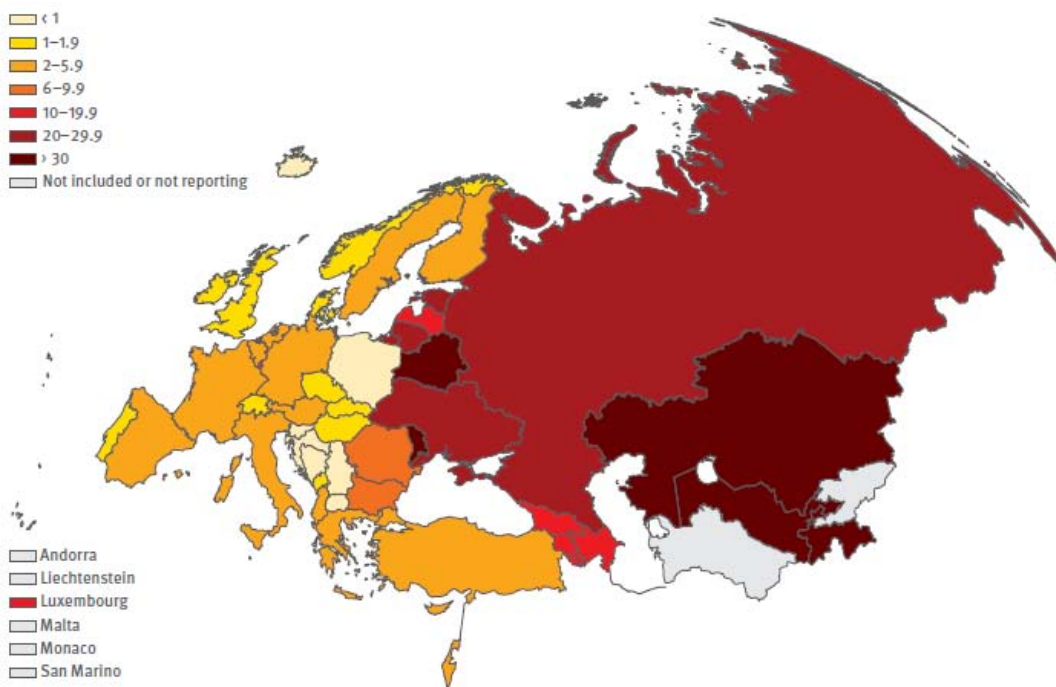 < 1
1–1.9
2–5.9
6–9.9
10–19.9
20–29.9
> 30
Not included or not reporting
Andorra
Liechtenstein
Luxembourg
Malta
Monaco
San Marino